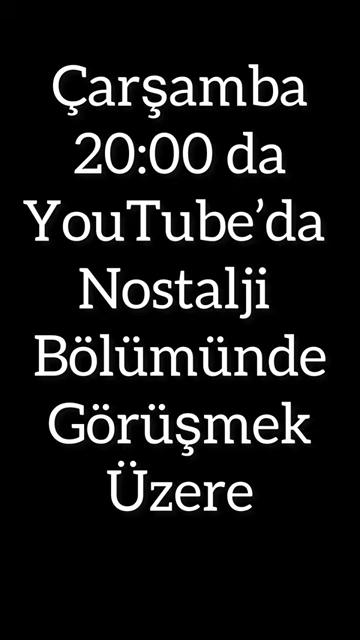 Çarşamba
20:00 da
YouTube’da
Nostalji
Bölümünde
Görüşmek
Üzere